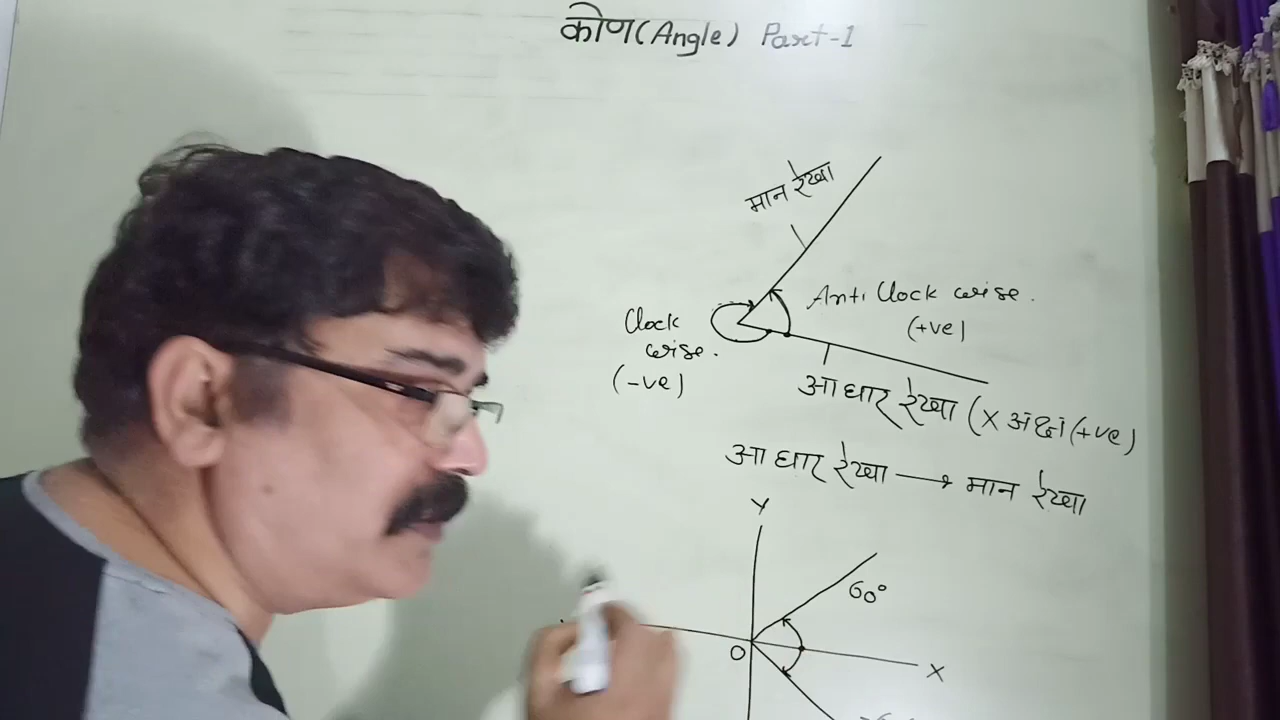 कोण (Angle) Part-1
मान रेखा
Anti Clock wise.
(+ve)
Clock
wise.
(-ve)
आधार रेखा (X अक्ष (+ve)
आधार रेखा → मान रेखा
Y
60°
O
X